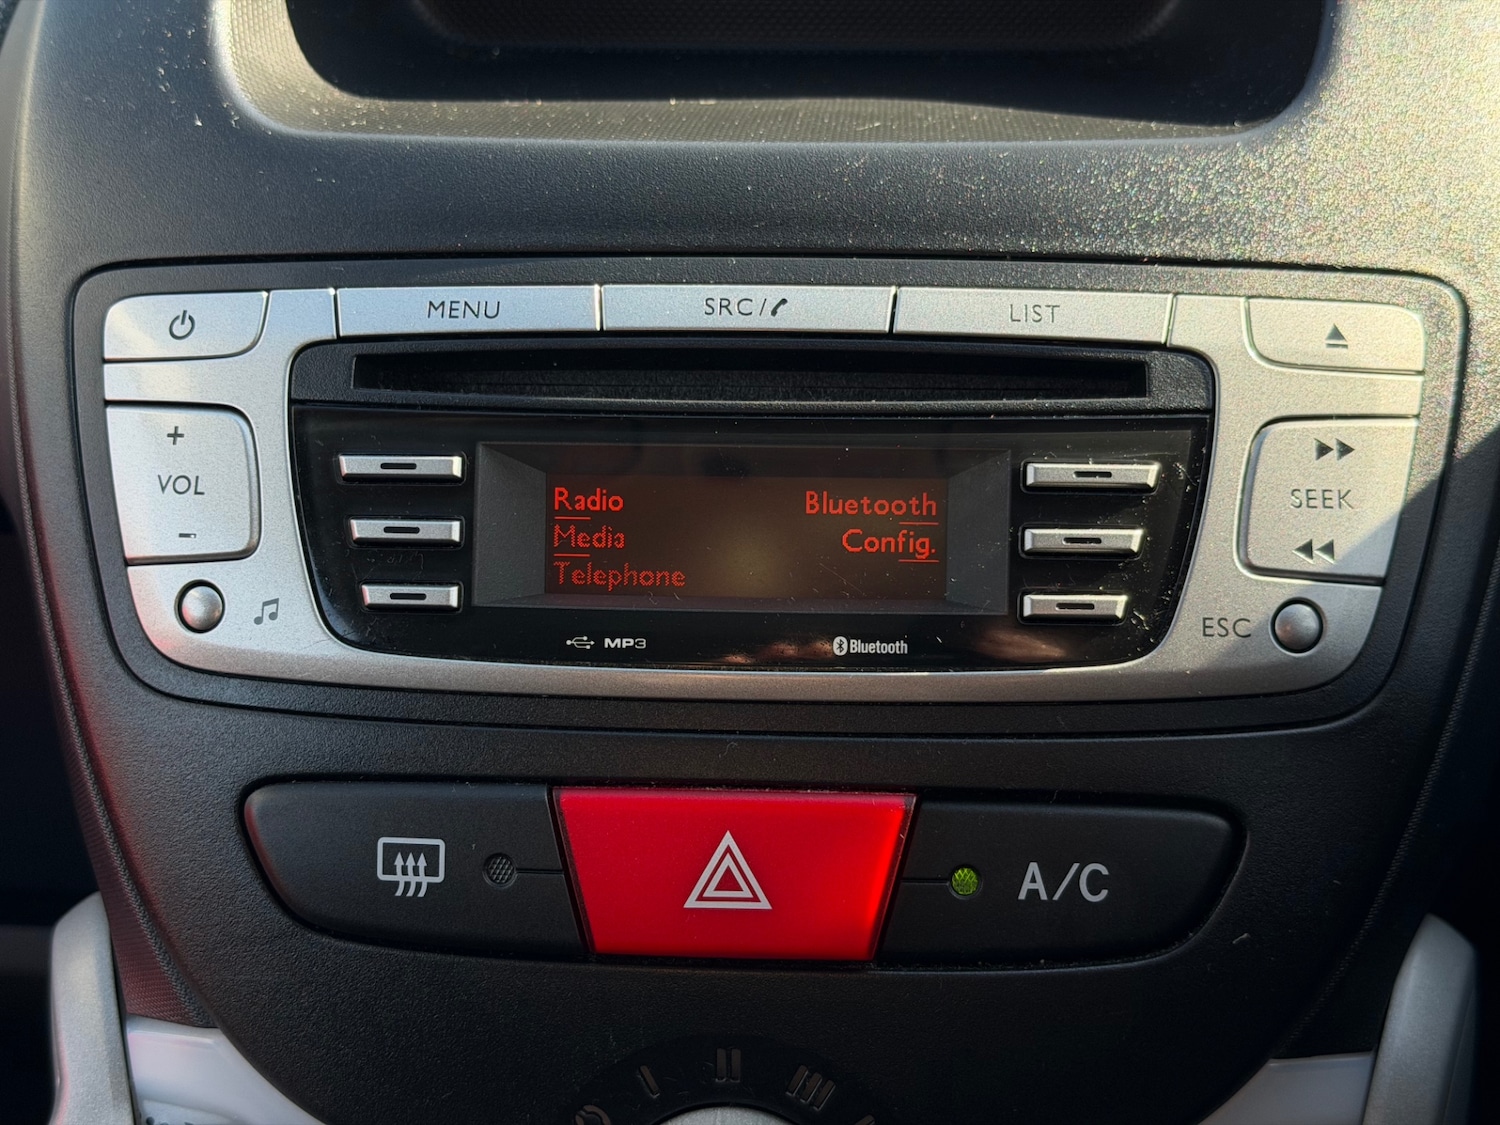 MENU
SRC/
LIST
+
VOL
-
SEEK
ESC
Radio
Media
Telephone
Bluetooth
Config.
MP3
Bluetooth
A/C